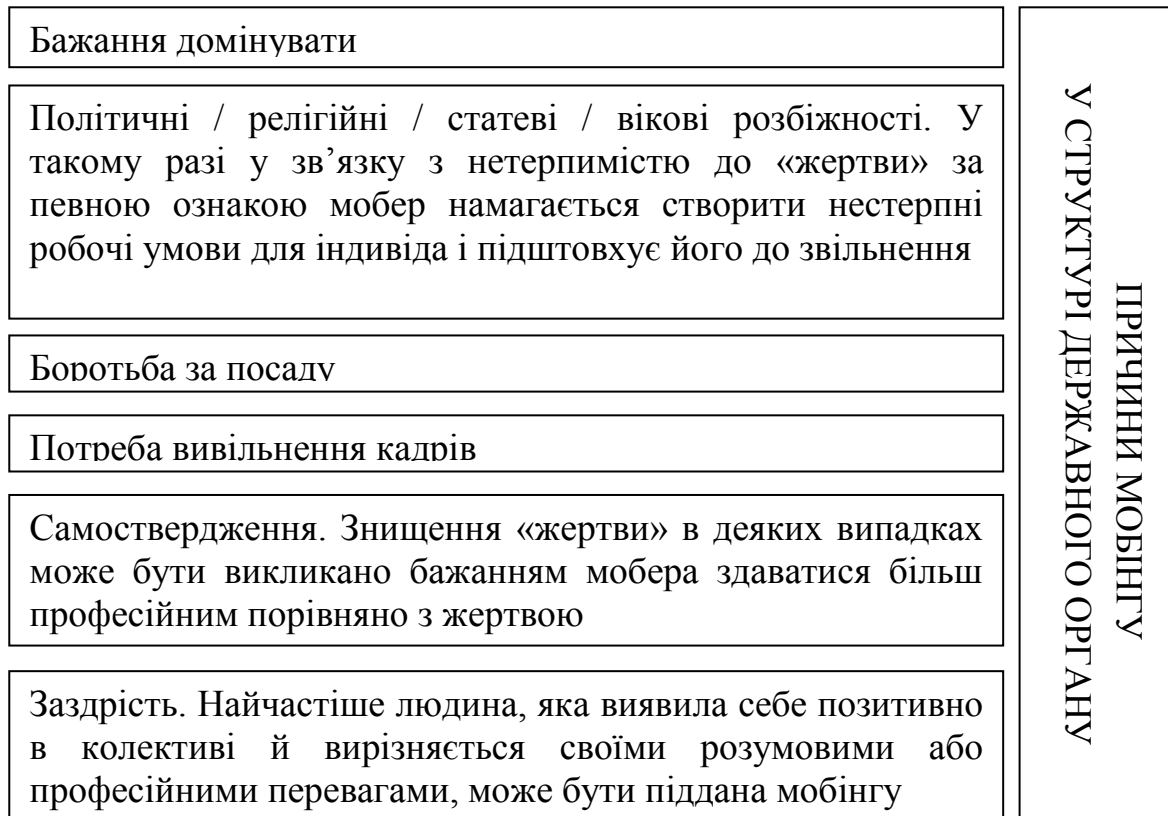 Бажання домінувати
Політичні / релігійні / статеві / вікові розбіжності. У
такому разі у зв’язку з нетерпимістю до «жертви» за
певною ознакою мобер намагається створити нестерпні
робочі умови для індивіда і підштовхує його до звільнення
Боротьба за посаду
Потреба вивільнення кадрів
Самоствердження. Знищення «жертви» в деяких випадках
може бути викликано бажанням мобера здаватися більш
професійним порівняно з жертвою
Заздрість. Найчастіше людина, яка виявила себе позитивно
в колективі й вирізняється своїми розумовими або
професійними перевагами, може бути піддана мобінгу
ПРИЧИНИ МОБІНГУ
У СТРУКТУРІ ДЕРЖАВНОГО ОРГАНУ